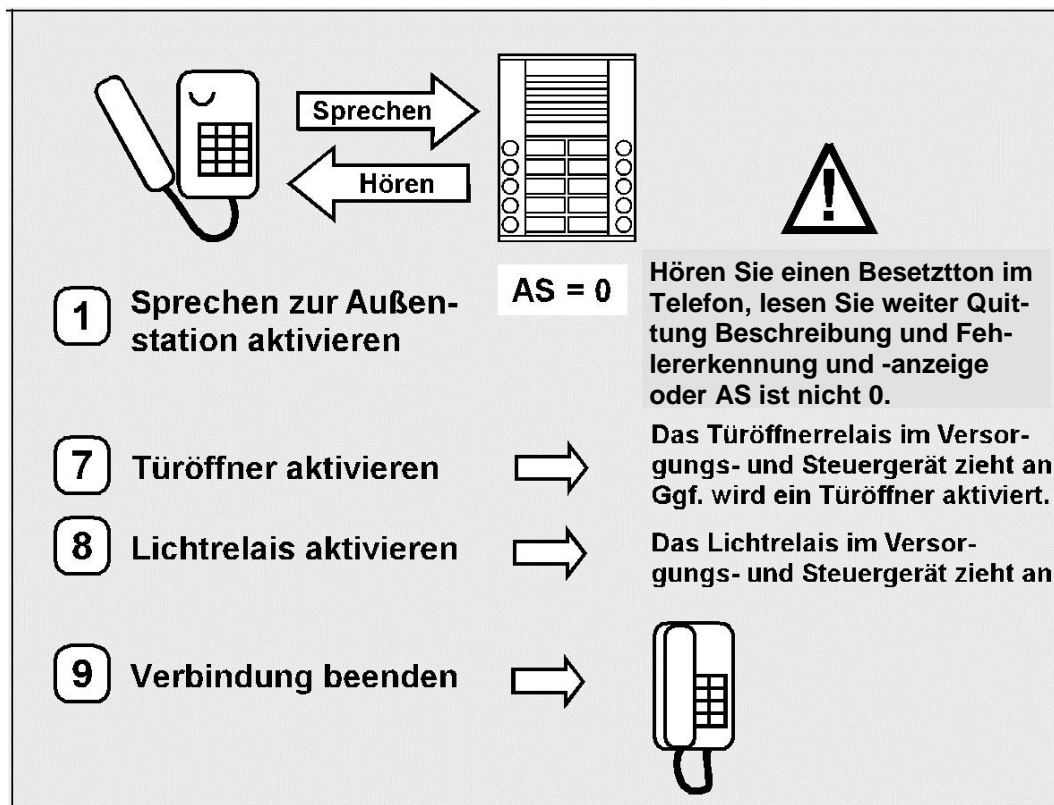 Sprechen
Hören
AS = 0
1
Sprechen zur Außen-
station aktivieren
Hören Sie einen Besetztton im
Telefon, lesen Sie weiter Quit-
tung Beschreibung und Feh-
lererkennung und -anzeige
oder AS ist nicht 0.
7
Türöffner aktivieren
Das Türöffnerrelais im Versor-
gungs- und Steuergerät zieht an
Ggf. wird ein Türöffner aktiviert.
8
Lichtrelais aktivieren
Das Lichtrelais im Versor-
gungs- und Steuergerät zieht an
9
Verbindung beenden